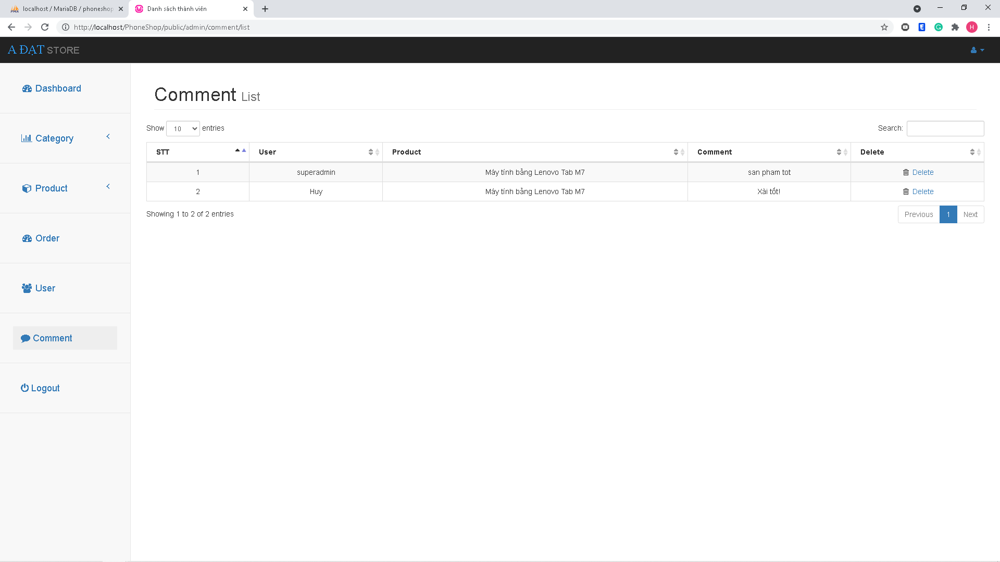 localhost / MariaDB / phoneshop
Danh sách thành viên
http://localhost/PhoneShop/public/admin/comment/list
H
A ĐẠT STORE
Dashboard
Category
Product
Order
User
Comment
Logout
Comment List
Show 10 entries
Search:
STT User Product Comment Delete
1 superadmin Máy tính bảng Lenovo Tab M7 san pham tot Delete
2 Huy Máy tính bảng Lenovo Tab M7 Xài tốt! Delete
Showing 1 to 2 of 2 entries
Previous 1 Next